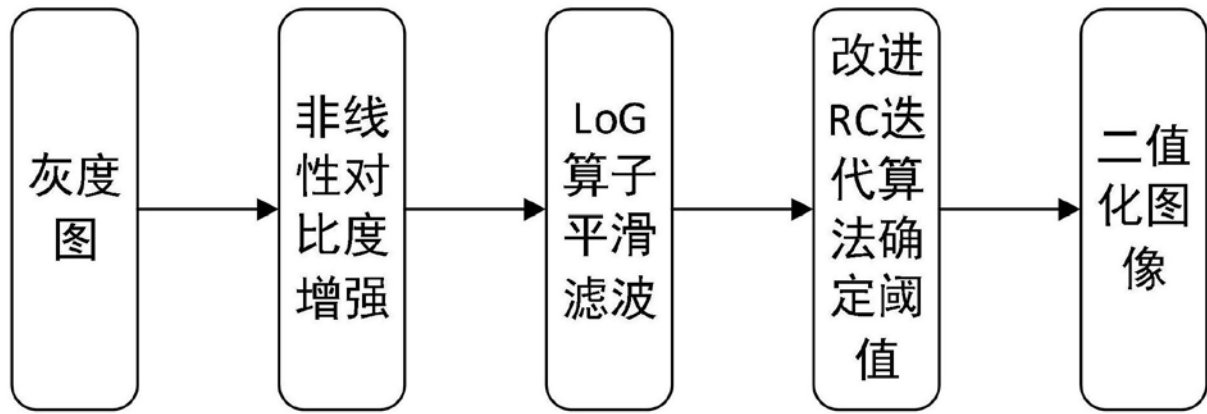 灰度
图
非线
性对
比度
增强
LoG
算子
平滑
滤波
改进
RC迭
代算
法确
定阈
值
二值
化图
像